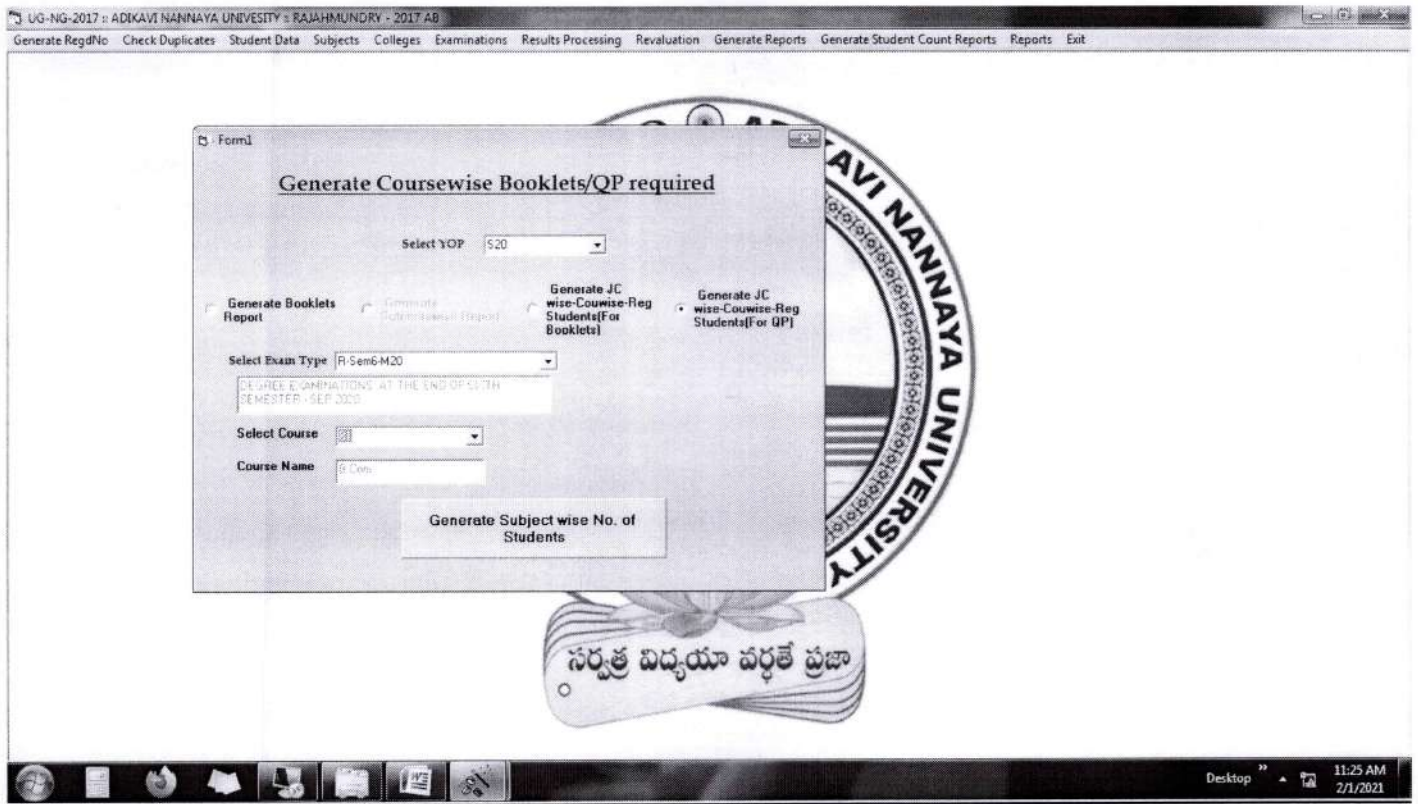 UG-NG-2017 :: ADIKAVI NANNAYA UNIVESITY :: RAJAHMUNDRY - 2017 AB
Generate RegdNo Check Duplicates Student Data Subjects Colleges Examinations Results Processing Revaluation Generate Reports Generate Student Count Reports Reports Exit
Form1
Generate Coursewise Booklets/QP required
Select YOP S20
Generate Booklets
Report
Generate
Report
Generate JC
wise-Couwise-Reg
Students(For
Booklets)
Generate JC
wise-Couwise-Reg
Students(For QP)
Select Exam Type R-Sem6-M20
DEGREE EXAMINATIONS AT THE END OF SIXTH
SEMESTER - SEP 2020
Select Course
Course Name B.Com
Generate Subject wise No. of
Students
NANNAYA UNIVERSITY
సర్వత్ర విద్యయా వర్ధతే ప్రజా
Desktop
11:25 AM
2/1/2021